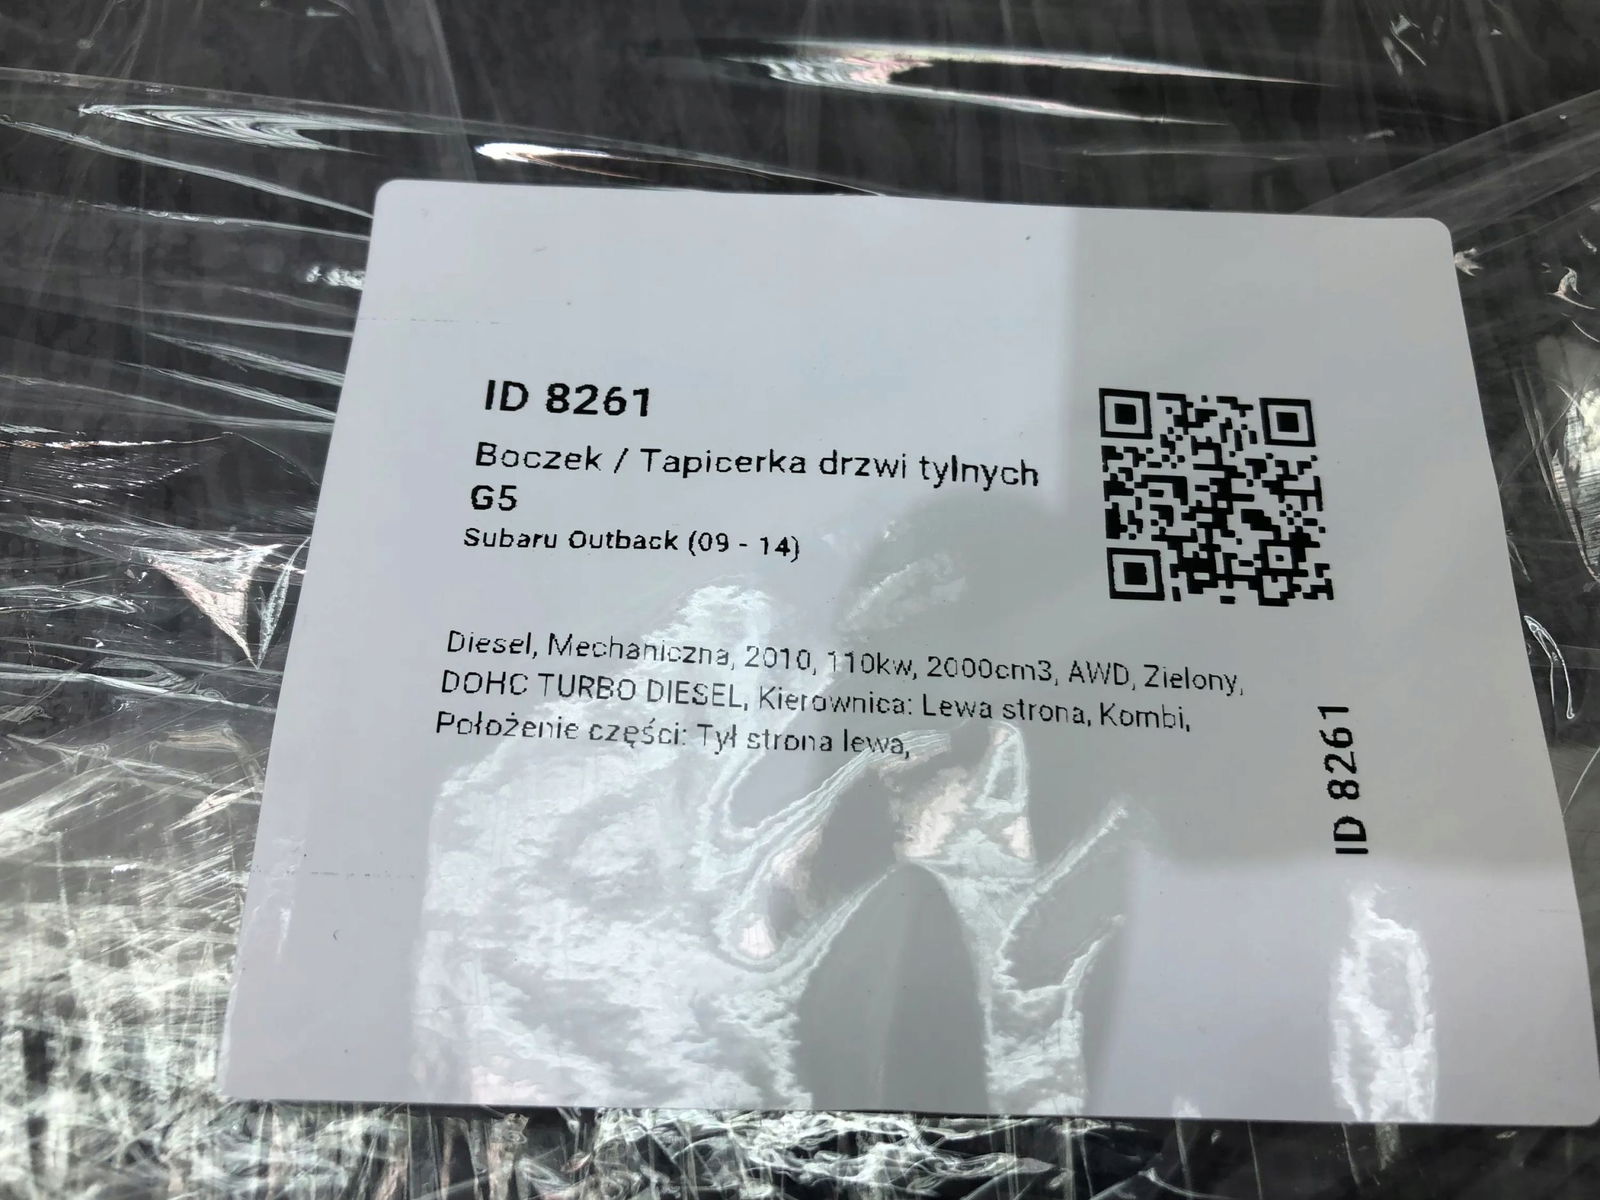 ID 8261
Boczek / Tapicerka drzwi tylnych
G5
Subaru Outback (09 - 14)
Diesel, Mechaniczna, 2010, 110kw, 2000cm3, AWD, Zielony,
DOHC TURBO DIESEL, Kierownica: Lewa strona, Kombi,
Położenie części: Tył strona lewa,
ID 8261